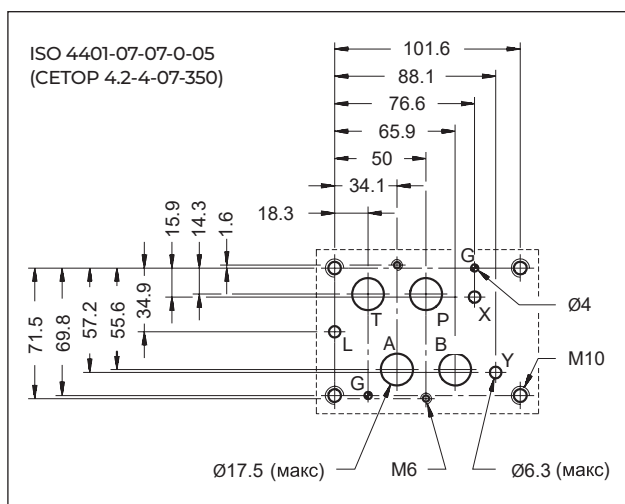 ISO 4401-07-07-0-05
(CETOP 4.2-4-07-350)
101.6
88.1
76.6
65.9
50
34.1
18.3
15.9
14.3
1.6
71.5
69.8
57.2
55.6
34.9
G
Ø4
T
P
X
L
A
B
Y
M10
G
Ø17.5 (макс)
M6
Ø6.3 (макс)